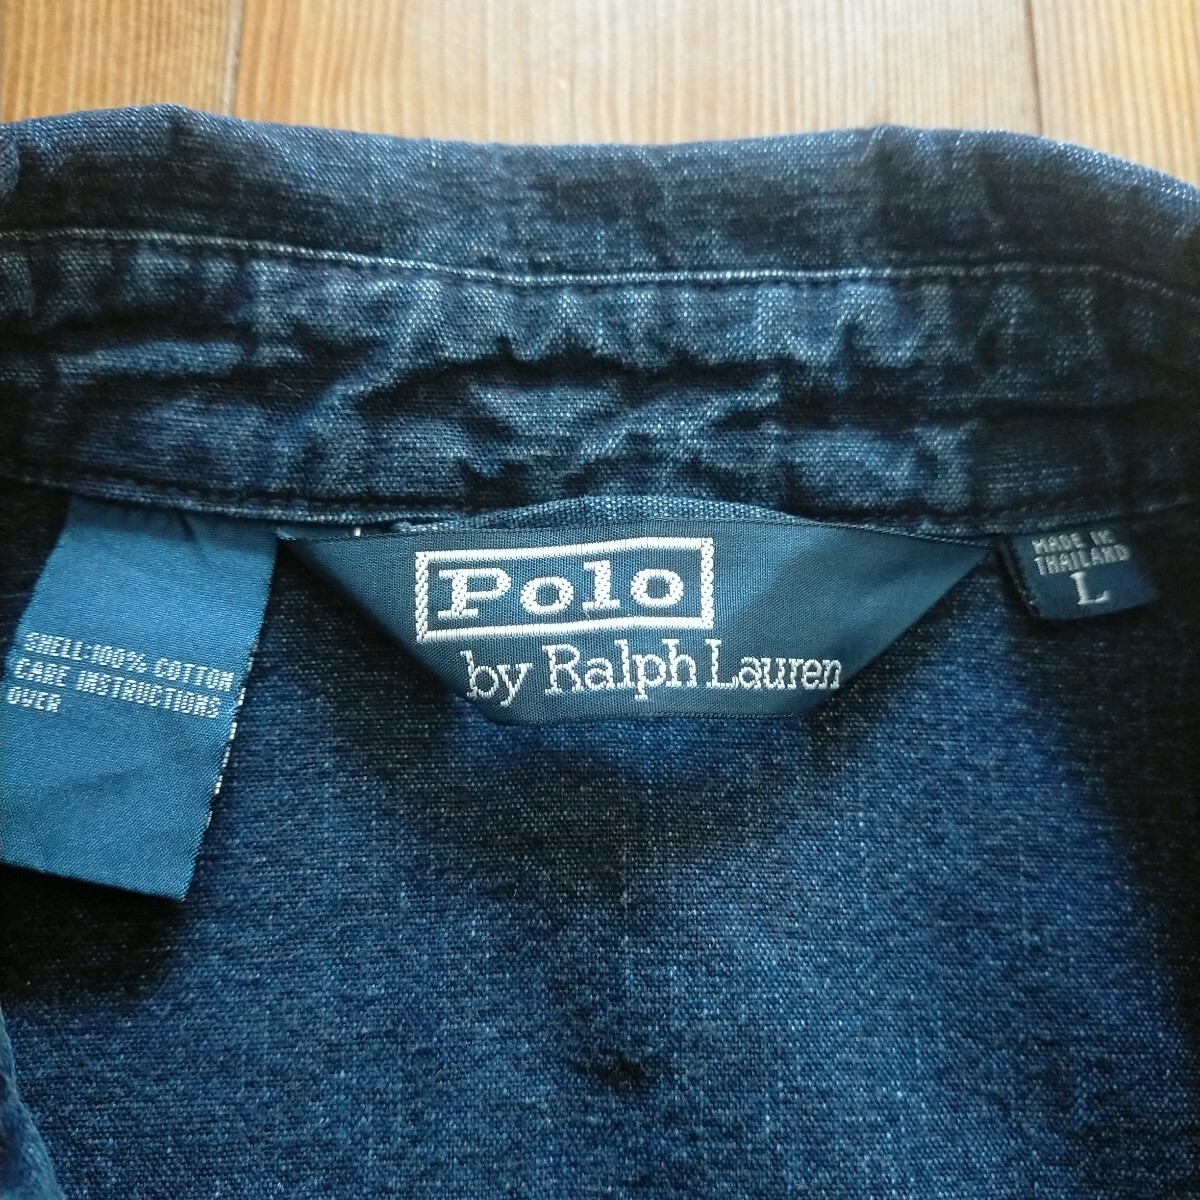 SHELL:100% COTTON
CARE INSTRUCTIONS
OVER
Polo
by Ralph Lauren
MADE IN
THAILAND
L